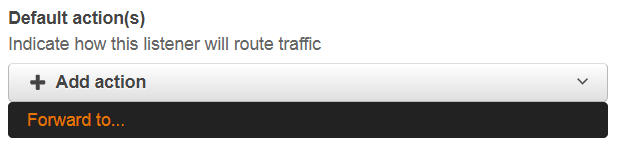 Default action(s)
Indicate how this listener will route traffic
Add action
Forward to...